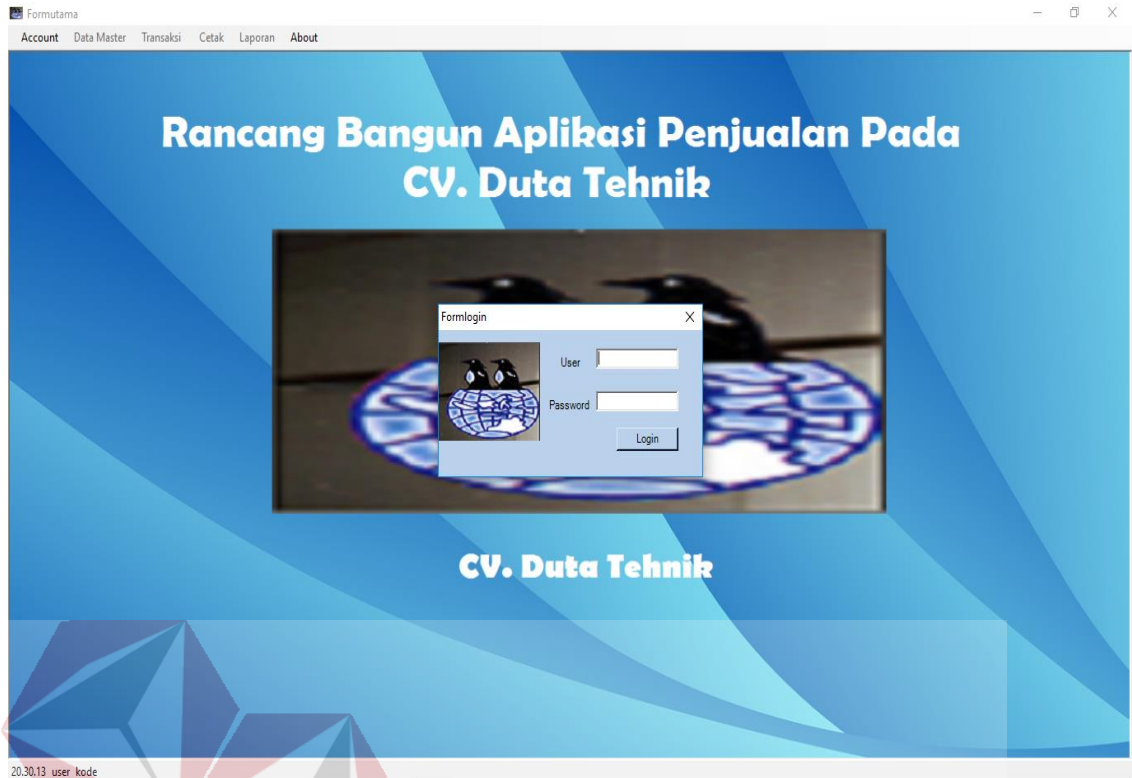 Formutama
Account Data Master Transaksi Cetak Laporan About
Rancang Bangun Aplikasi Penjualan Pada
CV. Duta Tehnik
Formlogin
User
Password
Login
CV. Duta Tehnik
20.30.13 user kode